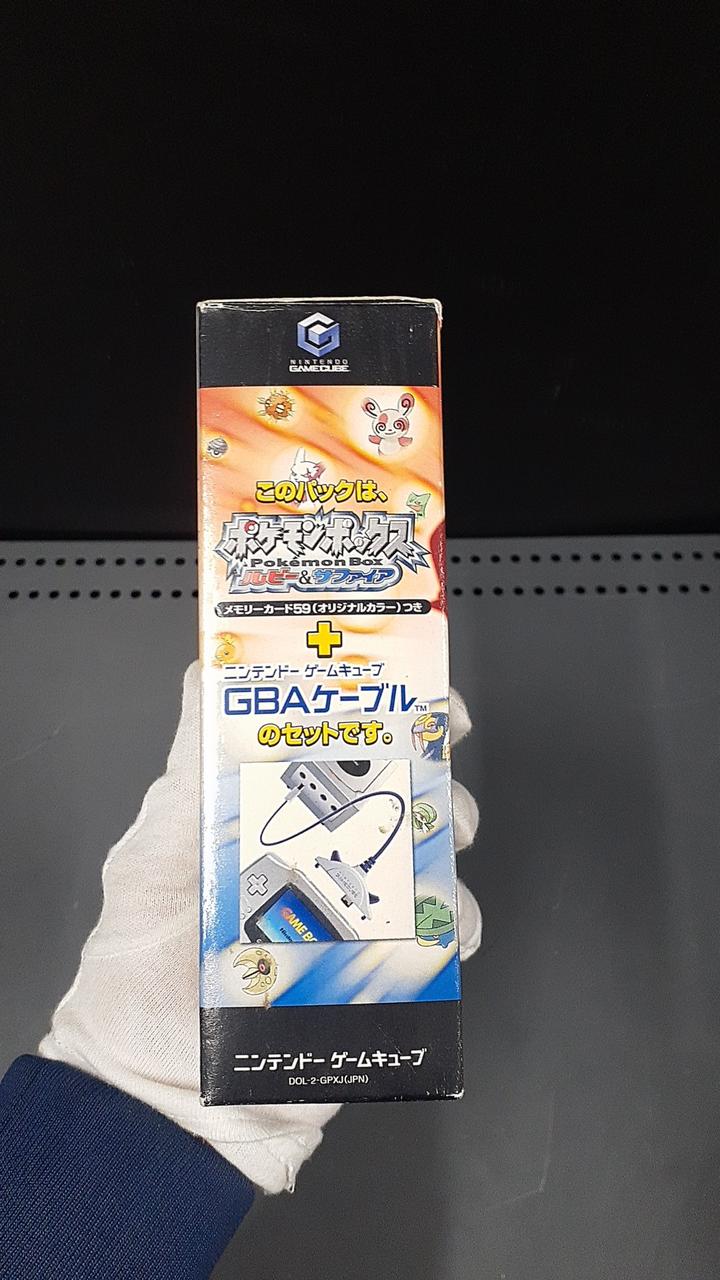 NINTENDO
GAMECUBE
このパックは、
ポケモンボックス
Pokémon Box
ルビー&サファイア
メモリーカード59(オリジナルカラー)つき
+
ニンテンドー ゲームキューブ
GBAケーブル™
のセットです。
GAME BO
ニンテンドー ゲームキューブ
DOL-2-GPXJ(JPN)